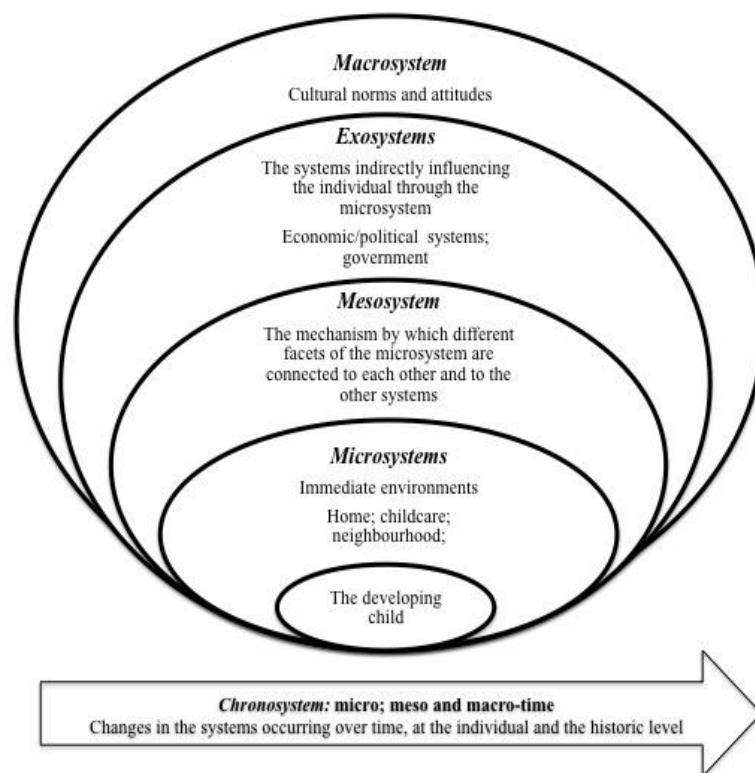 Macrosystem
Cultural norms and attitudes
Exosystems
The systems indirectly influencing
the individual through the
microsystem
Economic/political systems;
government
Mesosystem
The mechanism by which different
facets of the microsystem are
connected to each other and to the
other systems
Microsystems
Immediate environments
Home; childcare;
neighbourhood;
The developing
child
Chronosystem: micro; meso and macro-time
Changes in the systems occurring over time, at the individual and the historic level